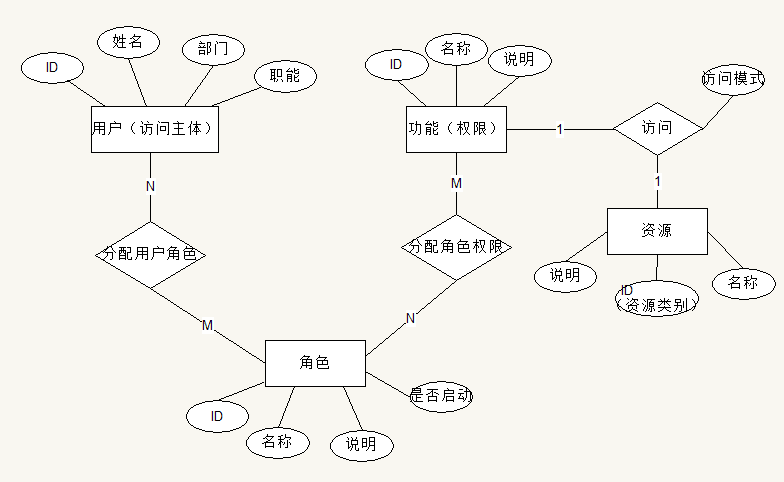 姓名
部门
ID
职能
名称
ID
说明
访问模式
用户（访问主体）
功能（权限）
1
访问
N
M
1
资源
分配用户角色
分配角色权限
说明
ID
（资源类别）
名称
M
N
角色
是否启动
ID
名称
说明